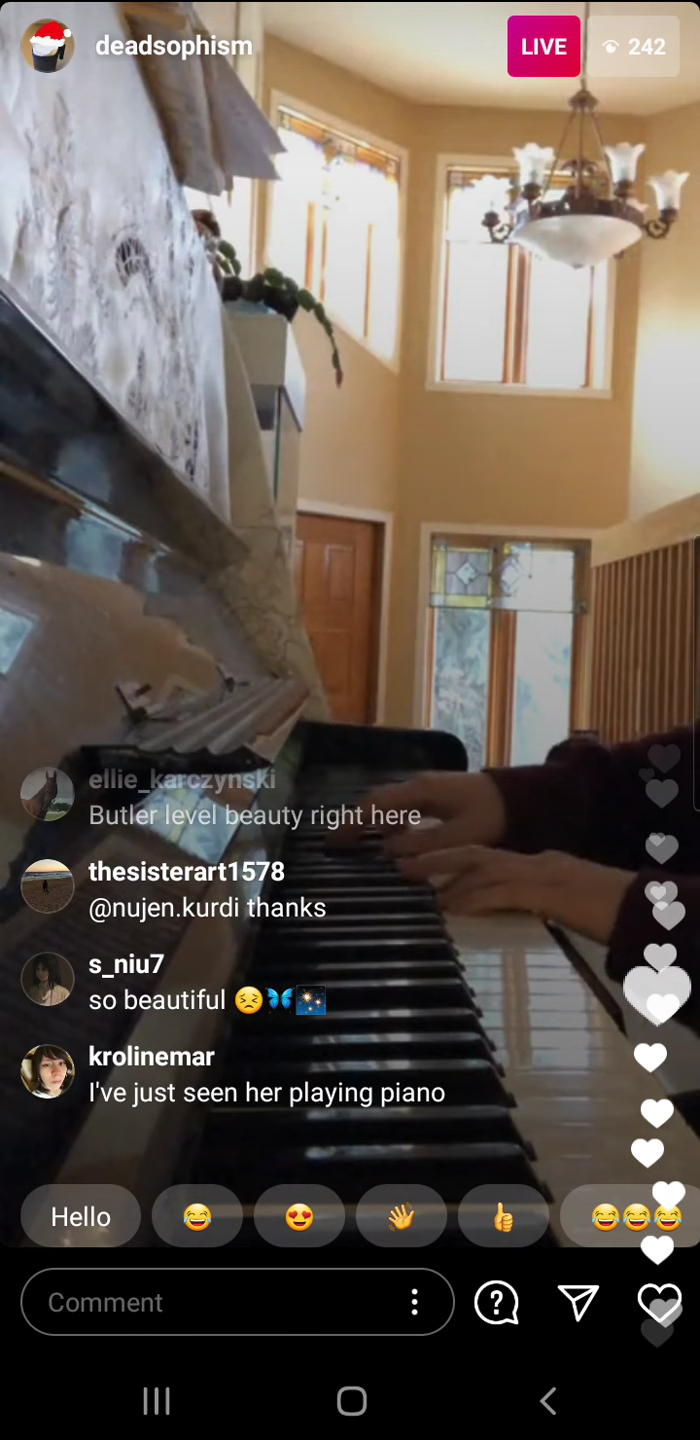 deadsophism
LIVE
242
ellie_karczynski
Butler level beauty right here
thesisterart1578
@nujen.kurdi thanks
s_niu7
so beautiful 😣🦋🎇
krolinemar
I've just seen her playing piano
Hello 😂 😍 👋 👍 😂😂😂
Comment